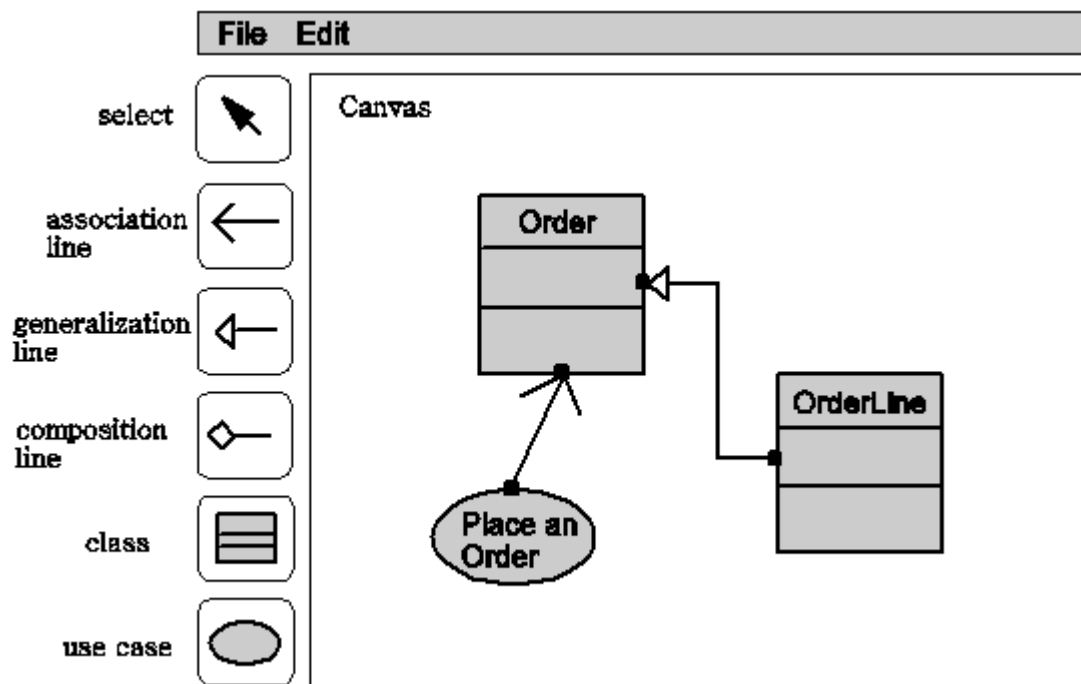 File Edit
select
Canvas
association
line
generalization
line
composition
line
class
use case
Order
OrderLine
Place an
Order